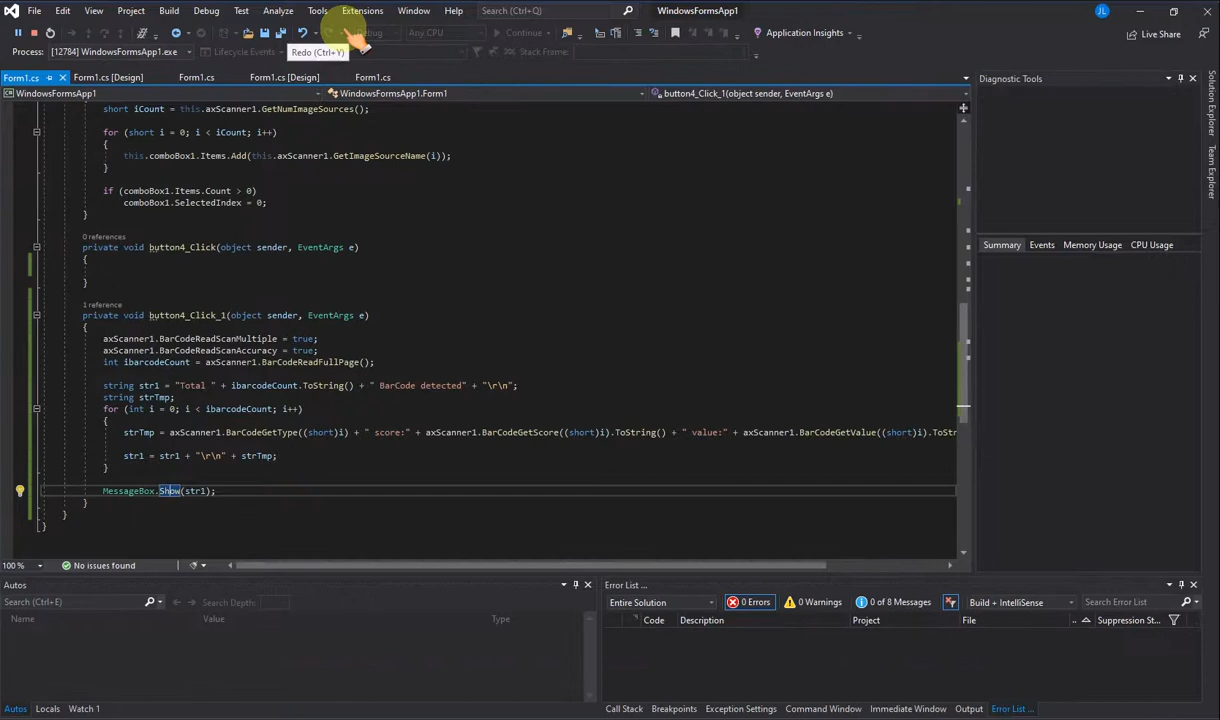 File Edit View Project Build Debug Test Analyze Tools Extensions Window Help Search (Ctrl+Q) WindowsFormsApp1 JL
Debug Any CPU Continue Application Insights Live Share
Process: [12784] WindowsFormsApp1.exe Lifecycle Events Stack Frame:
Redo (Ctrl+Y)
Form1.cs Form1.cs [Design] Form1.cs Form1.cs [Design] Form1.cs Diagnostic Tools
WindowsFormsApp1 WindowsFormsApp1.Form1 button4_Click_1(object sender, EventArgs e)
short iCount = this.axScanner1.GetNumImageSources();
for (short i = 0; i < iCount; i++)
{
this.comboBox1.Items.Add(this.axScanner1.GetImageSourceName(i));
}
if (comboBox1.Items.Count > 0)
comboBox1.SelectedIndex = 0;
}
0 references
private void button4_Click(object sender, EventArgs e)
{
}
1 reference
private void button4_Click_1(object sender, EventArgs e)
{
axScanner1.BarCodeReadScanMultiple = true;
axScanner1.BarCodeReadScanAccuracy = true;
int ibarcodeCount = axScanner1.BarCodeReadFullPage();
string str1 = "Total " + ibarcodeCount.ToString() + " BarCode detected" + "\r\n";
string strTmp;
for (int i = 0; i < ibarcodeCount; i++)
{
strTmp = axScanner1.BarCodeGetType((short)i) + " score:" + axScanner1.BarCodeGetScore((short)i).ToString() + " value:" + axScanner1.BarCodeGetValue((short)i).ToStr
str1 = str1 + "\r\n" + strTmp;
}
MessageBox.Show(str1);
}
}
}
Summary Events Memory Usage CPU Usage
Solution Explorer
Team Explorer
100 % No issues found
Autos
Search (Ctrl+E) Search Depth:
Name Value Type
Autos Locals Watch 1
Error List ...
Entire Solution 0 Errors 0 Warnings 0 of 8 Messages Build + IntelliSense Search Error List
Code Description Project File .. Suppression St...
Call Stack Breakpoints Exception Settings Command Window Immediate Window Output Error List ...